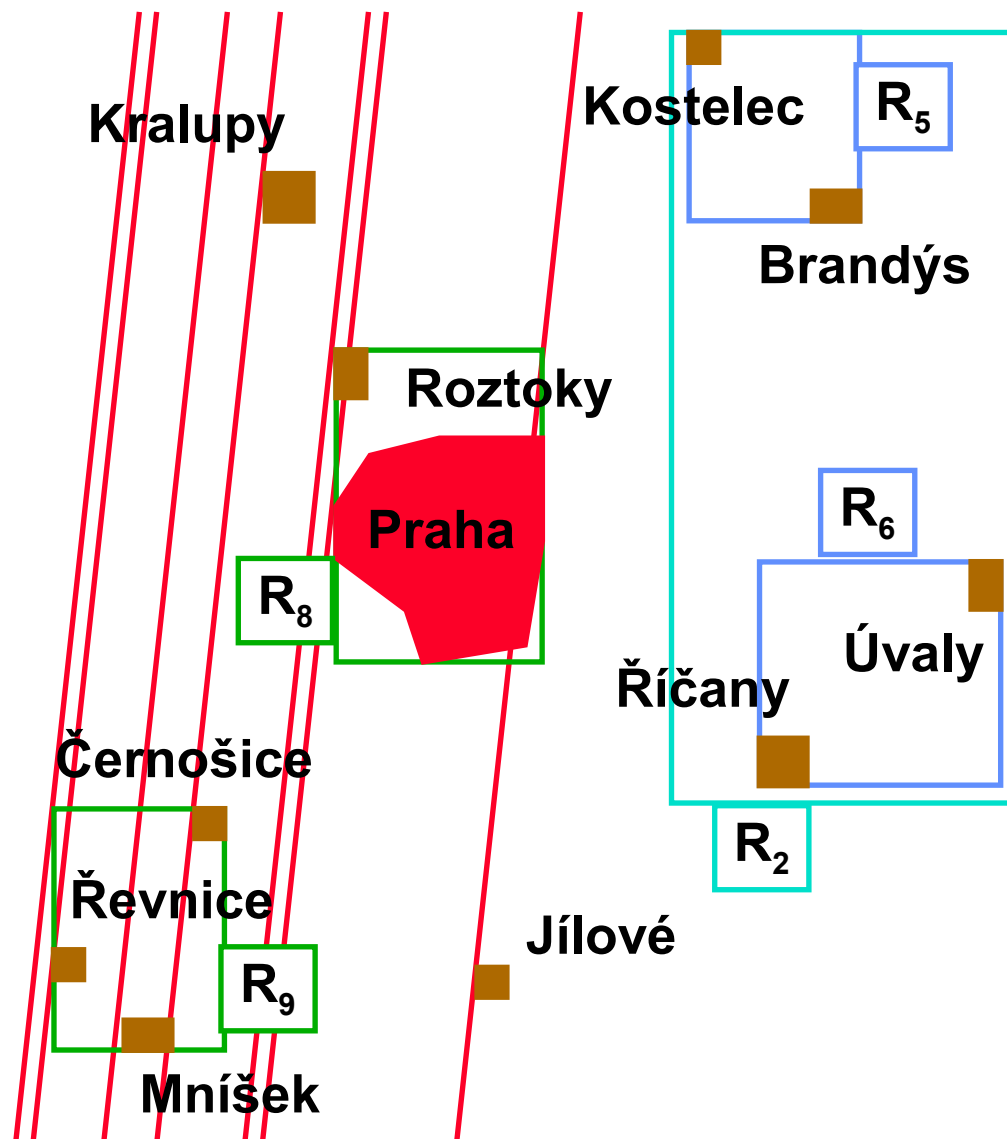 Kralupy
Kostelec
R5
Brandýs
Roztoky
Praha
R6
R8
Úvaly
Říčany
Černošice
R2
Řevnice
Jílové
R9
Mníšek